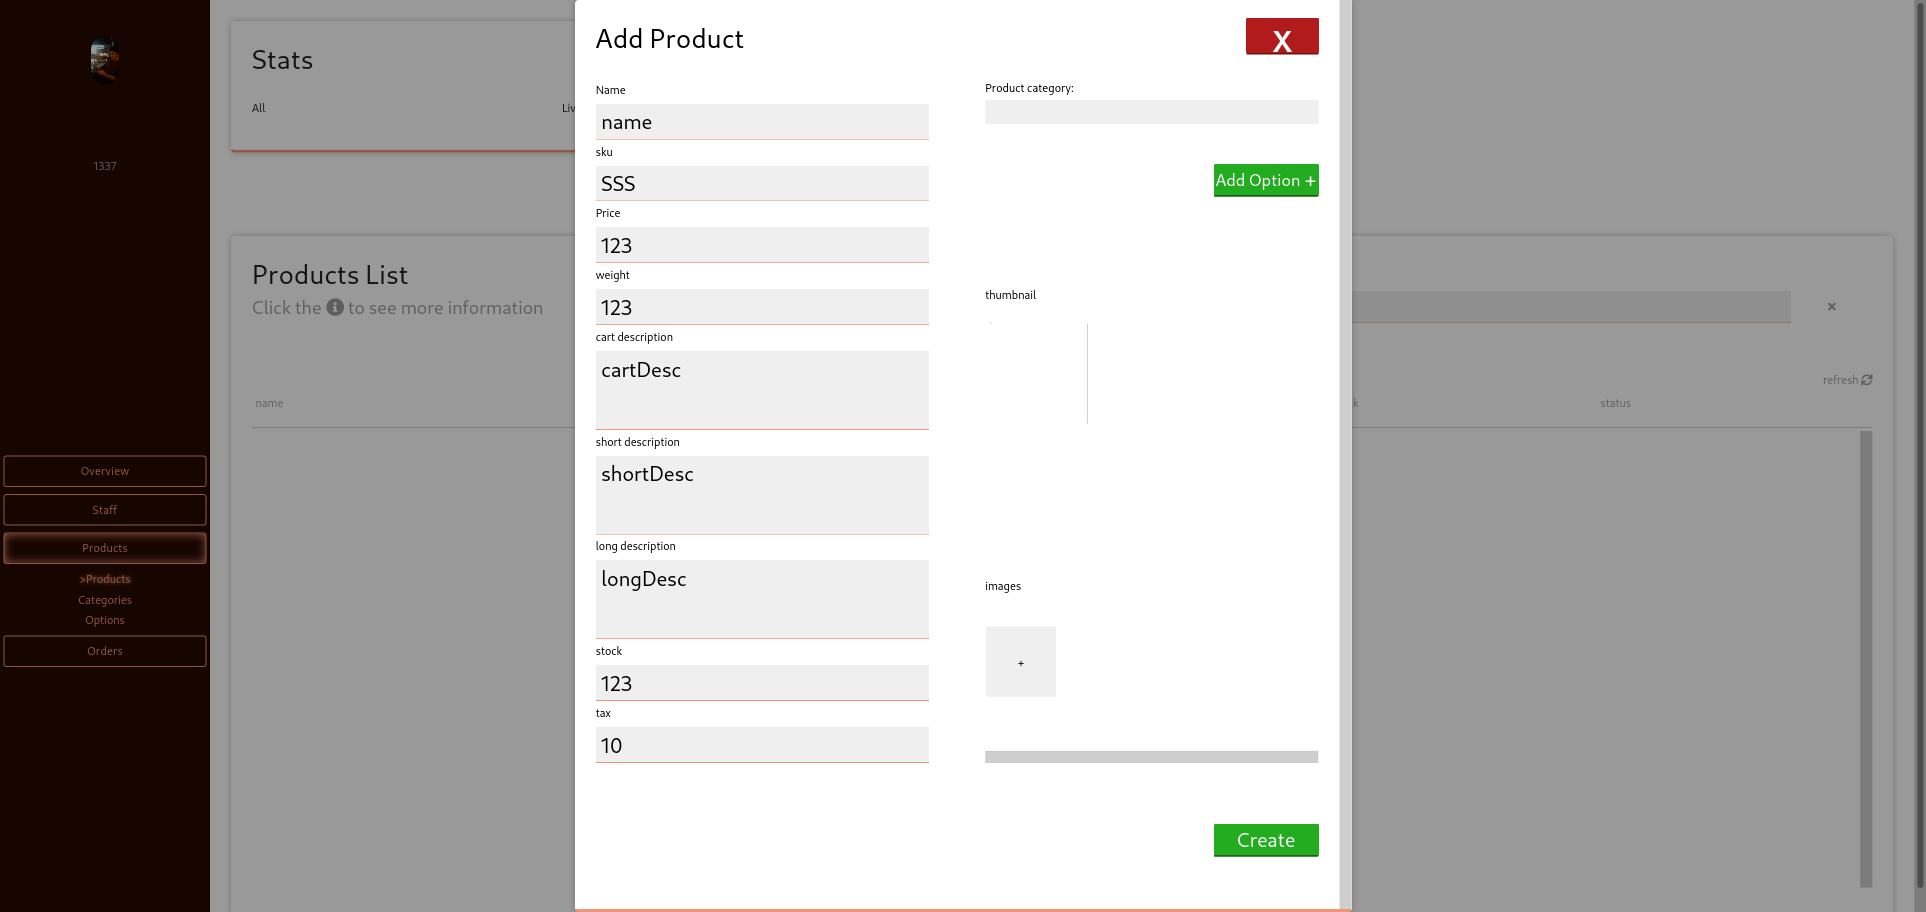 1337
Overview
Staff
Products
>Products
Categories
Options
Orders
Stats
All
Liv
Products List
Click the to see more information
×
refresh
name
k
status
Add Product
X
Name
name
sku
SSS
Price
123
weight
123
cart description
cartDesc
short description
shortDesc
long description
longDesc
stock
123
tax
10
Product category:
Add Option +
thumbnail
images
+
Create